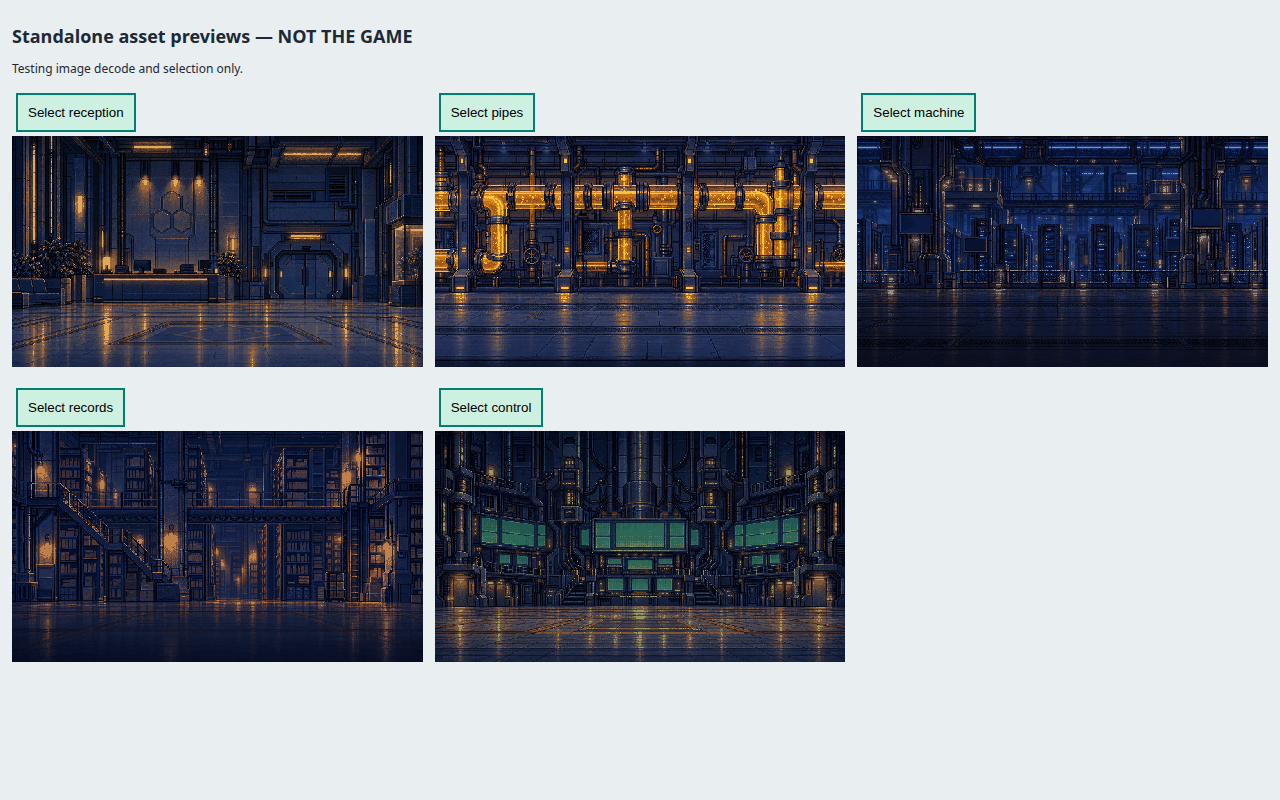 Standalone asset previews — NOT THE GAME
Testing image decode and selection only.
Select reception
Select pipes
Select machine
Select records
Select control